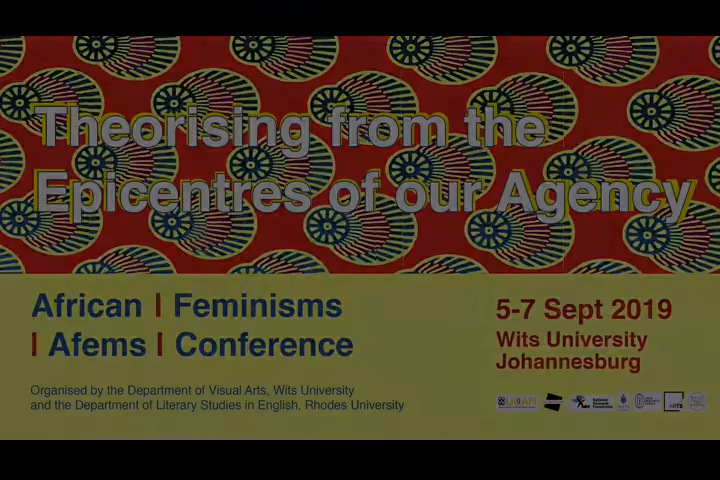 Theorising from the
Epicentres of our Agency
African | Feminisms
| Afems | Conference
5-7 Sept 2019
Wits University
Johannesburg
Organised by the Department of Visual Arts, Wits University
and the Department of Literary Studies in English, Rhodes University